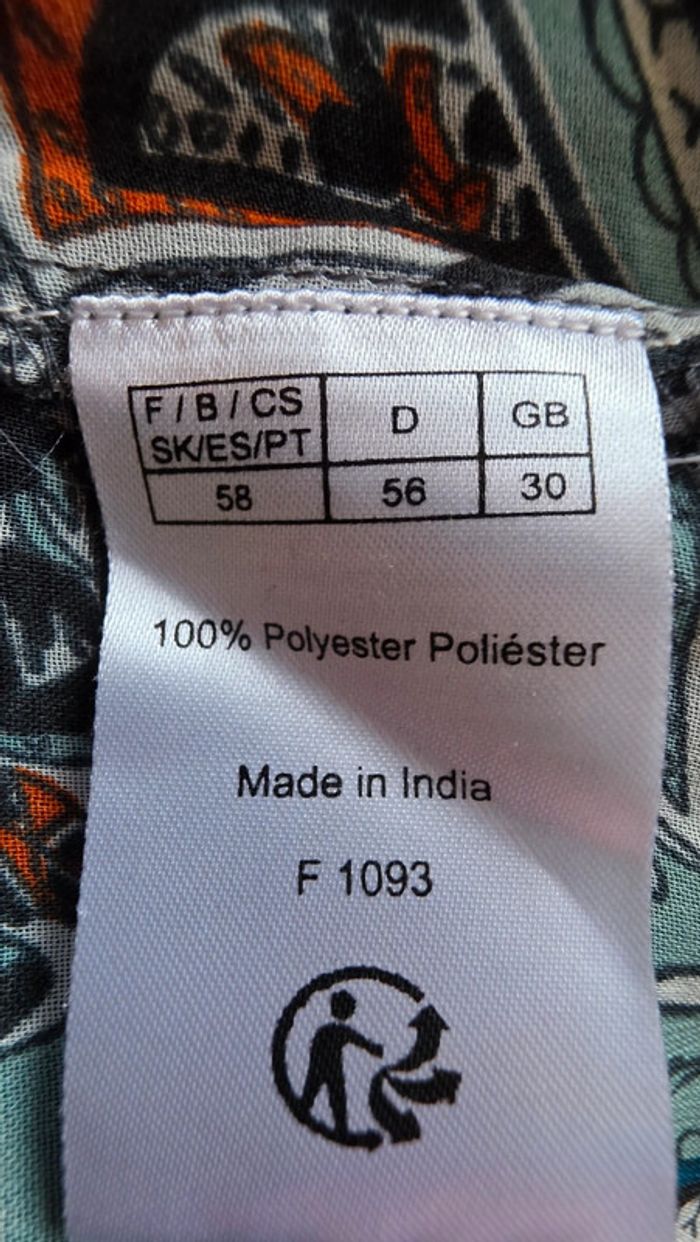 F / B / CS
SK/ES/PT
D
GB
58
56
30
100% Polyester Poliéster
Made in India
F 1093